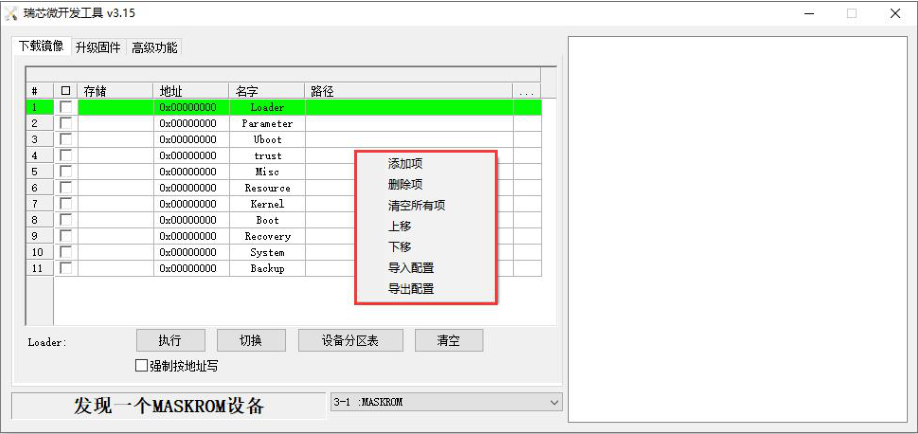 瑞芯微开发工具 v3.15
下载镜像 升级固件 高级功能
# 存储 地址 名字 路径 ...
1 0x00000000 Loader
2 0x00000000 Parameter
3 0x00000000 Uboot
4 0x00000000 trust
5 0x00000000 Misc
6 0x00000000 Resource
7 0x00000000 Kernel
8 0x00000000 Boot
9 0x00000000 Recovery
10 0x00000000 System
11 0x00000000 Backup
添加项
删除项
清空所有项
上移
下移
导入配置
导出配置
Loader: 执行 切换 设备分区表 清空
强制按地址写
发现一个MASKROM设备 3-1 :MASKROM